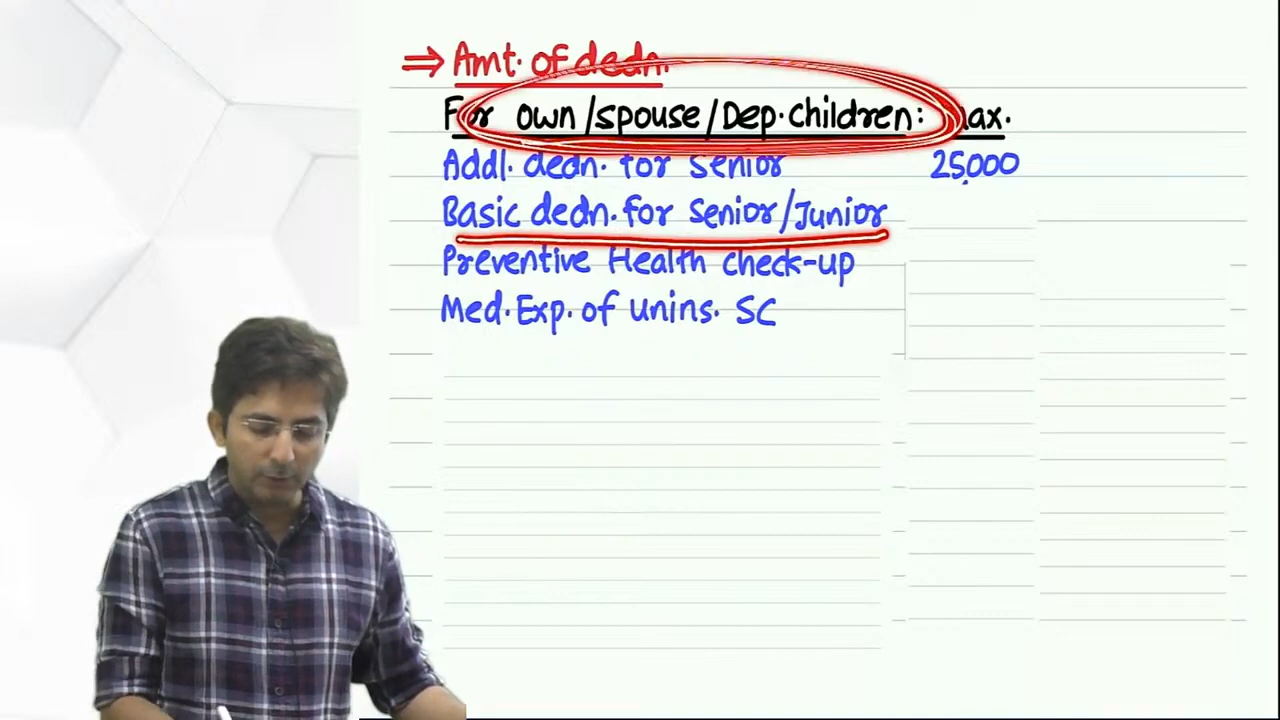 ⇒ Amt. of dedn.
For own/spouse/Dep. children: Max.
Addl. dedn. for Senior 25,000
Basic dedn. for Senior/Junior
Preventive Health check-up
Med. Exp. of unins. SC